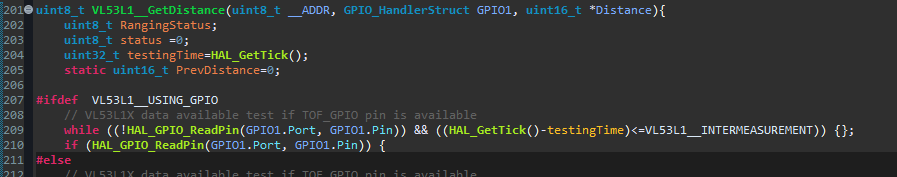 201 uint8_t VL53L1__GetDistance(uint8_t __ADDR, GPIO_HandlerStruct GPIO1, uint16_t *Distance){
202 uint8_t RangingStatus;
203 uint8_t status =0;
204 uint32_t testingTime=HAL_GetTick();
205 static uint16_t PrevDistance=0;
206
207 #ifdef VL53L1__USING_GPIO
208 // VL53L1X data available test if TOF_GPIO pin is available
209 while ((!HAL_GPIO_ReadPin(GPIO1.Port, GPIO1.Pin)) && ((HAL_GetTick()-testingTime)<=VL53L1__INTERMEASUREMENT)) {};
210 if (HAL_GPIO_ReadPin(GPIO1.Port, GPIO1.Pin)) {
211 #else
212 // VL53L1X data available test if TOF_GPIO pin is available